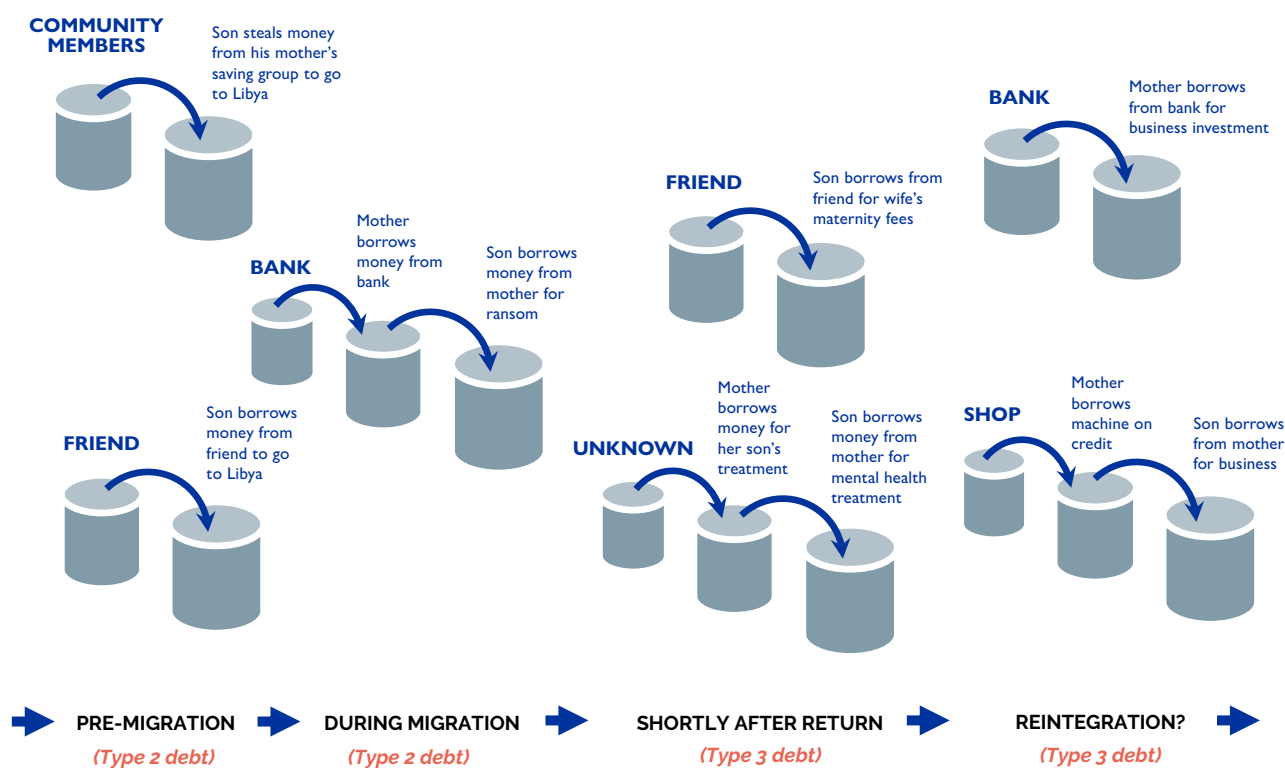 COMMUNITY
MEMBERS
Son steals money
from his mother's
saving group to go
to Libya
BANK
Mother
borrows
money from
bank
Son borrows
money from
mother for
ransom
FRIEND
Son borrows
money from
friend to go
to Libya
FRIEND
Son borrows from
friend for wife's
maternity fees
UNKNOWN
Mother
borrows
money for
her son's
treatment
Son borrows
money from
mother for
mental health
treatment
BANK
Mother borrows
from bank for
business investment
SHOP
Mother
borrows
machine on
credit
Son borrows
from mother
for business
PRE-MIGRATION
(Type 2 debt)
DURING MIGRATION
(Type 2 debt)
SHORTLY AFTER RETURN
(Type 3 debt)
REINTEGRATION?
(Type 3 debt)